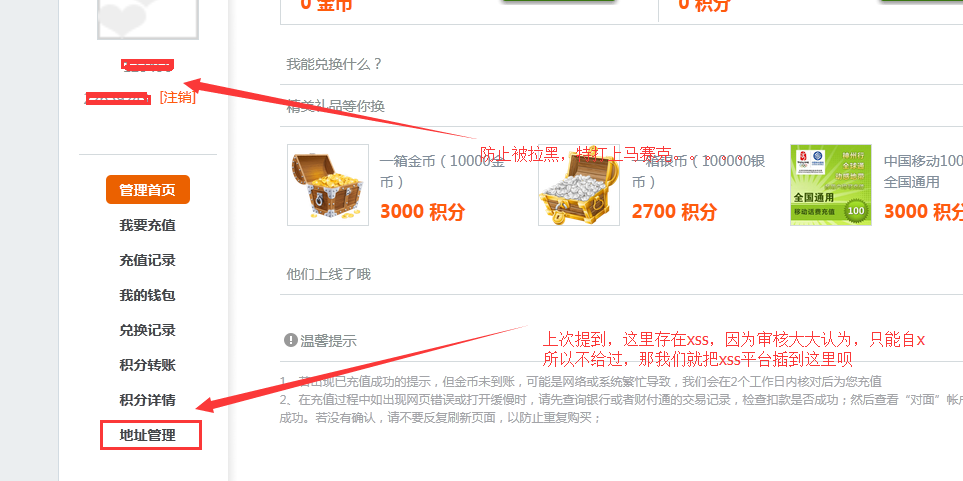 0 金币
0 积分
我能兑换什么？
[注销]
精美礼品等你换
防止被拉黑，特打上马赛克。。。、、
一箱金币（10000金
币）
3000 积分
一箱银币（100000银
币）
2700 积分
中国移动100
全国通用
3000 积分
神州行
全球通
动感地带
全国通用
移动话费充值
100
管理首页
我要充值
充值记录
我的钱包
兑换记录
积分转账
积分详情
地址管理
他们上线了哦
温馨提示
上次提到，这里存在xss，因为审核大大认为，只能自x
所以不给过，那我们就把xss平台插到这里呗
1、若出现已充值成功的提示，但金币未到账，可能是网络或系统繁忙导致，我们会在2个工作日内核对后为您充值
2、在充值过程中如出现网页错误或打开缓慢时，请先查询银行或者财付通的交易记录，检查扣款是否成功；然后查看“对面”帐
成功。若没有确认，请不要反复刷新页面，以防止重复购买；